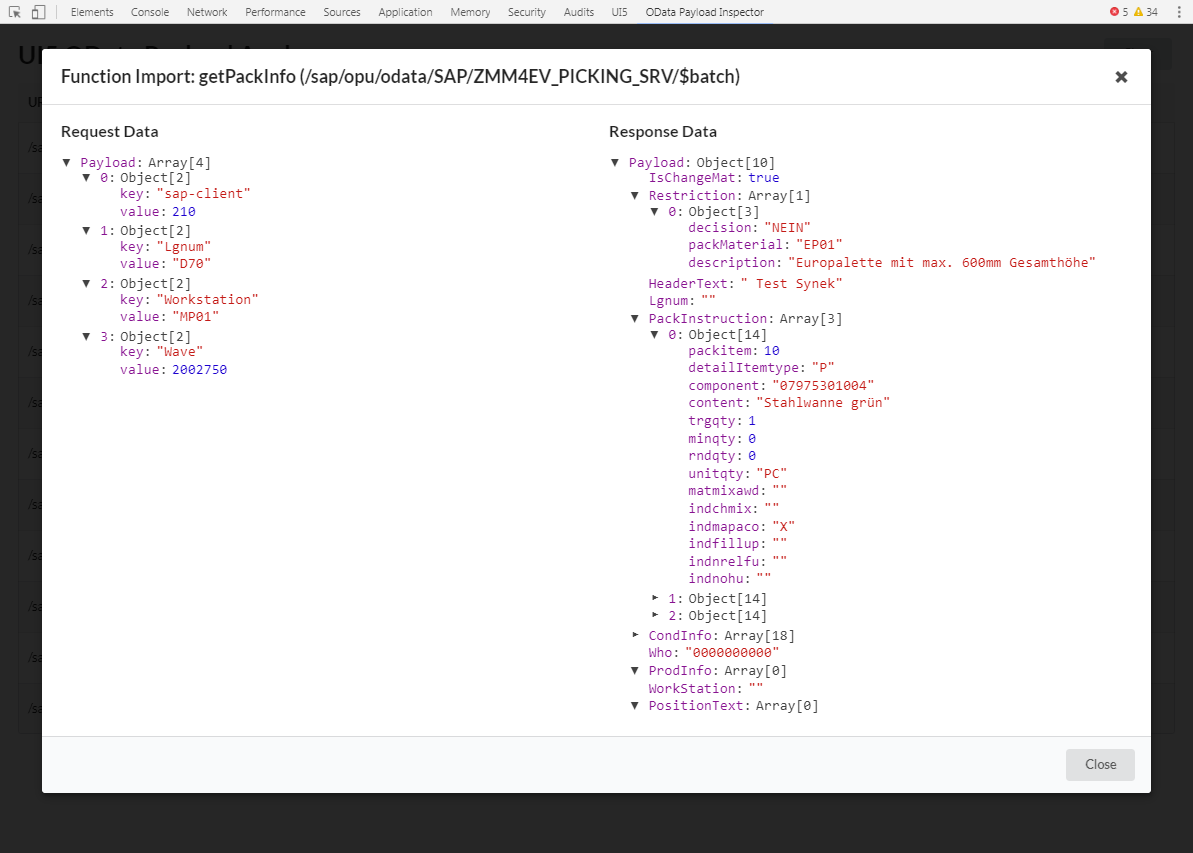 Elements Console Network Performance Sources Application Memory Security Audits UI5 OData Payload Inspector 5 34
Function Import: getPackInfo (/sap/opu/odata/SAP/ZMM4EV_PICKING_SRV/$batch)
Request Data
Payload: Array[4]
0: Object[2]
key: "sap-client"
value: 210
1: Object[2]
key: "Lgnum"
value: "D70"
2: Object[2]
key: "Workstation"
value: "MP01"
3: Object[2]
key: "Wave"
value: 2002750
Response Data
Payload: Object[10]
IsChangeMat: true
Restriction: Array[1]
0: Object[3]
decision: "NEIN"
packMaterial: "EP01"
description: "Europalette mit max. 600mm Gesamthöhe"
HeaderText: " Test Synek"
Lgnum: ""
PackInstruction: Array[3]
0: Object[14]
packitem: 10
detailItemtype: "P"
component: "07975301004"
content: "Stahlwanne grün"
trgqty: 1
minqty: 0
rndqty: 0
unitqty: "PC"
matmixawd: ""
indchmix: ""
indmapaco: "X"
indfillup: ""
indnrelfu: ""
indnohu: ""
1: Object[14]
2: Object[14]
CondInfo: Array[18]
Who: "0000000000"
ProdInfo: Array[0]
WorkStation: ""
PositionText: Array[0]
Close